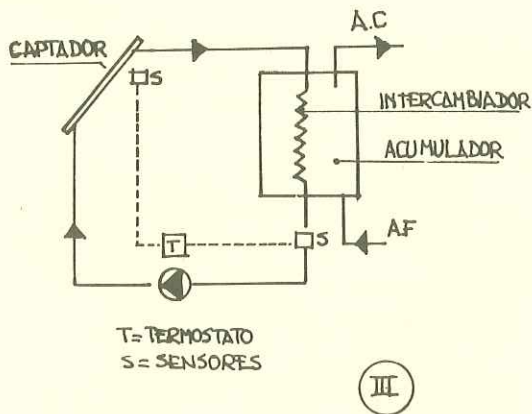 A.C
CAPTADOR
S
INTERCAMBIADOR
ACUMULADOR
A.F
T
S
T=TERMOSTATO
S=SENSORES
III